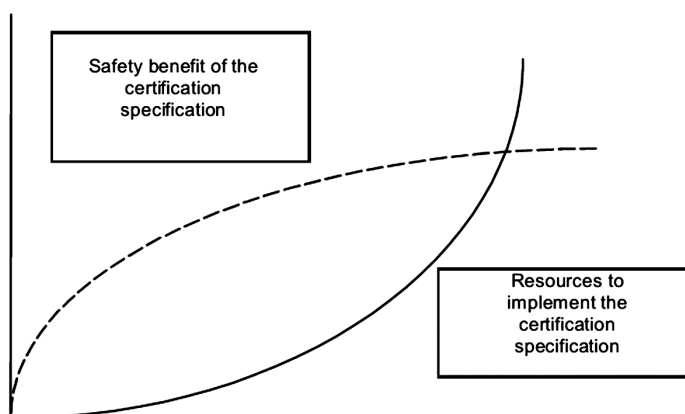 Safety benefit of the
certification
specification
Resources to
implement the
certification
specification